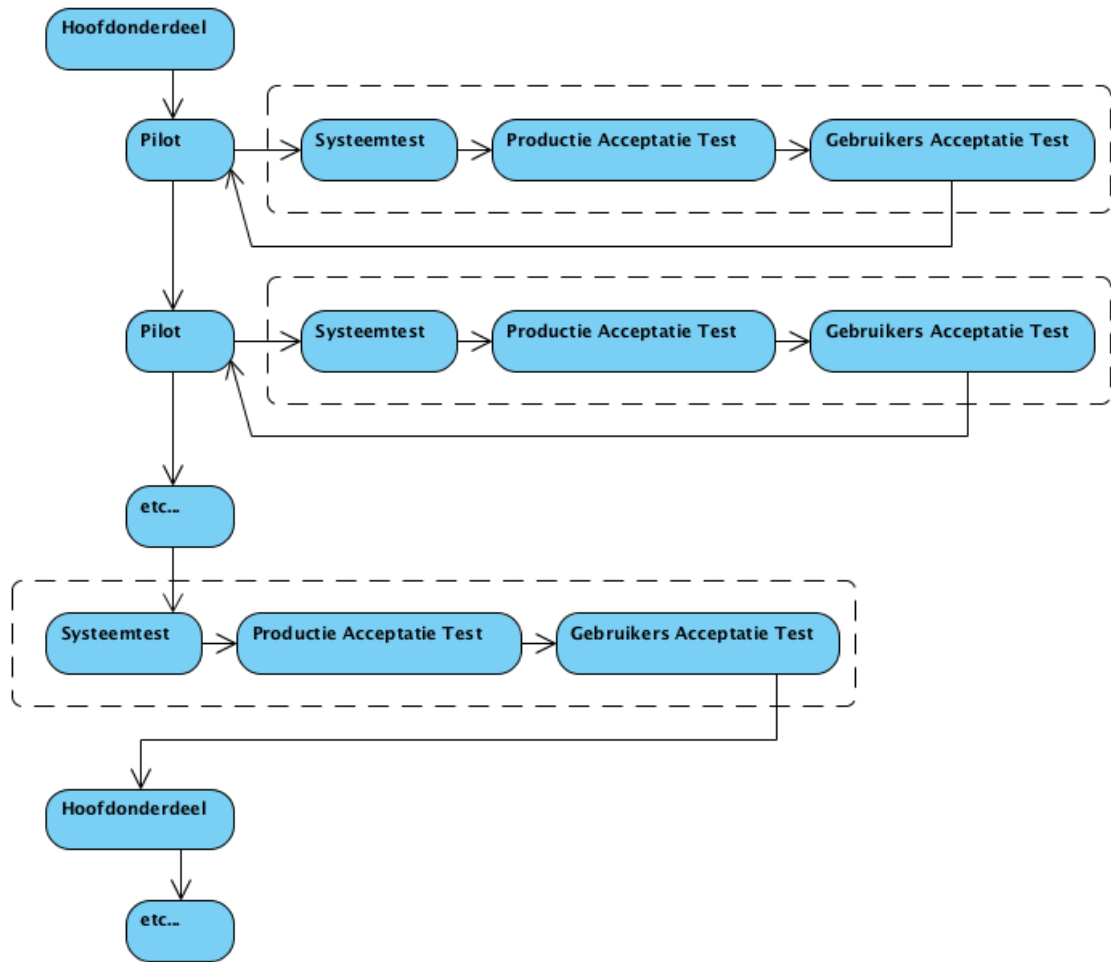 Hoofdonderdeel
Pilot
Systeemtest
Productie Acceptatie Test
Gebruikers Acceptatie Test
Pilot
Systeemtest
Productie Acceptatie Test
Gebruikers Acceptatie Test
etc...
Systeemtest
Productie Acceptatie Test
Gebruikers Acceptatie Test
Hoofdonderdeel
etc...